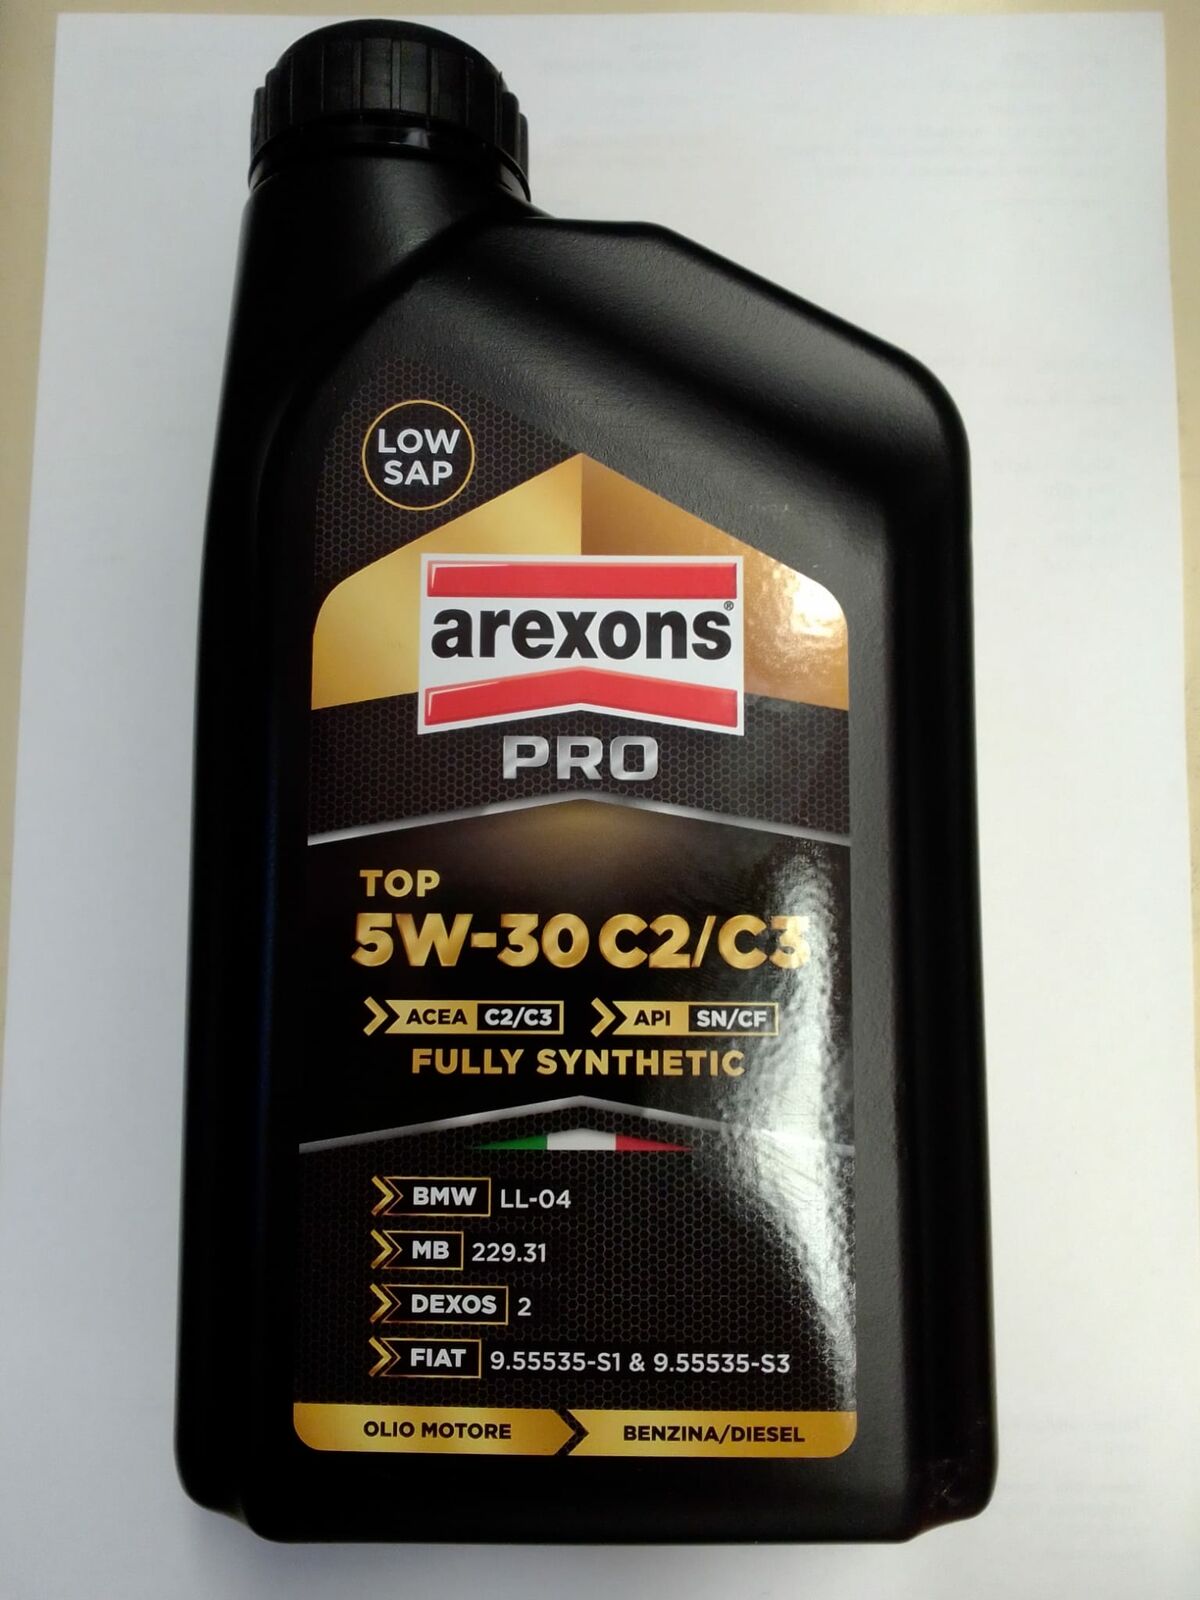 LOW
SAP
arexons®
PRO
TOP
5W-30 C2/C3
ACEA C2/C3 API SN/CF
FULLY SYNTHETIC
BMW LL-04
MB 229.31
DEXOS 2
FIAT 9.55535-S1 & 9.55535-S3
OLIO MOTORE BENZINA/DIESEL